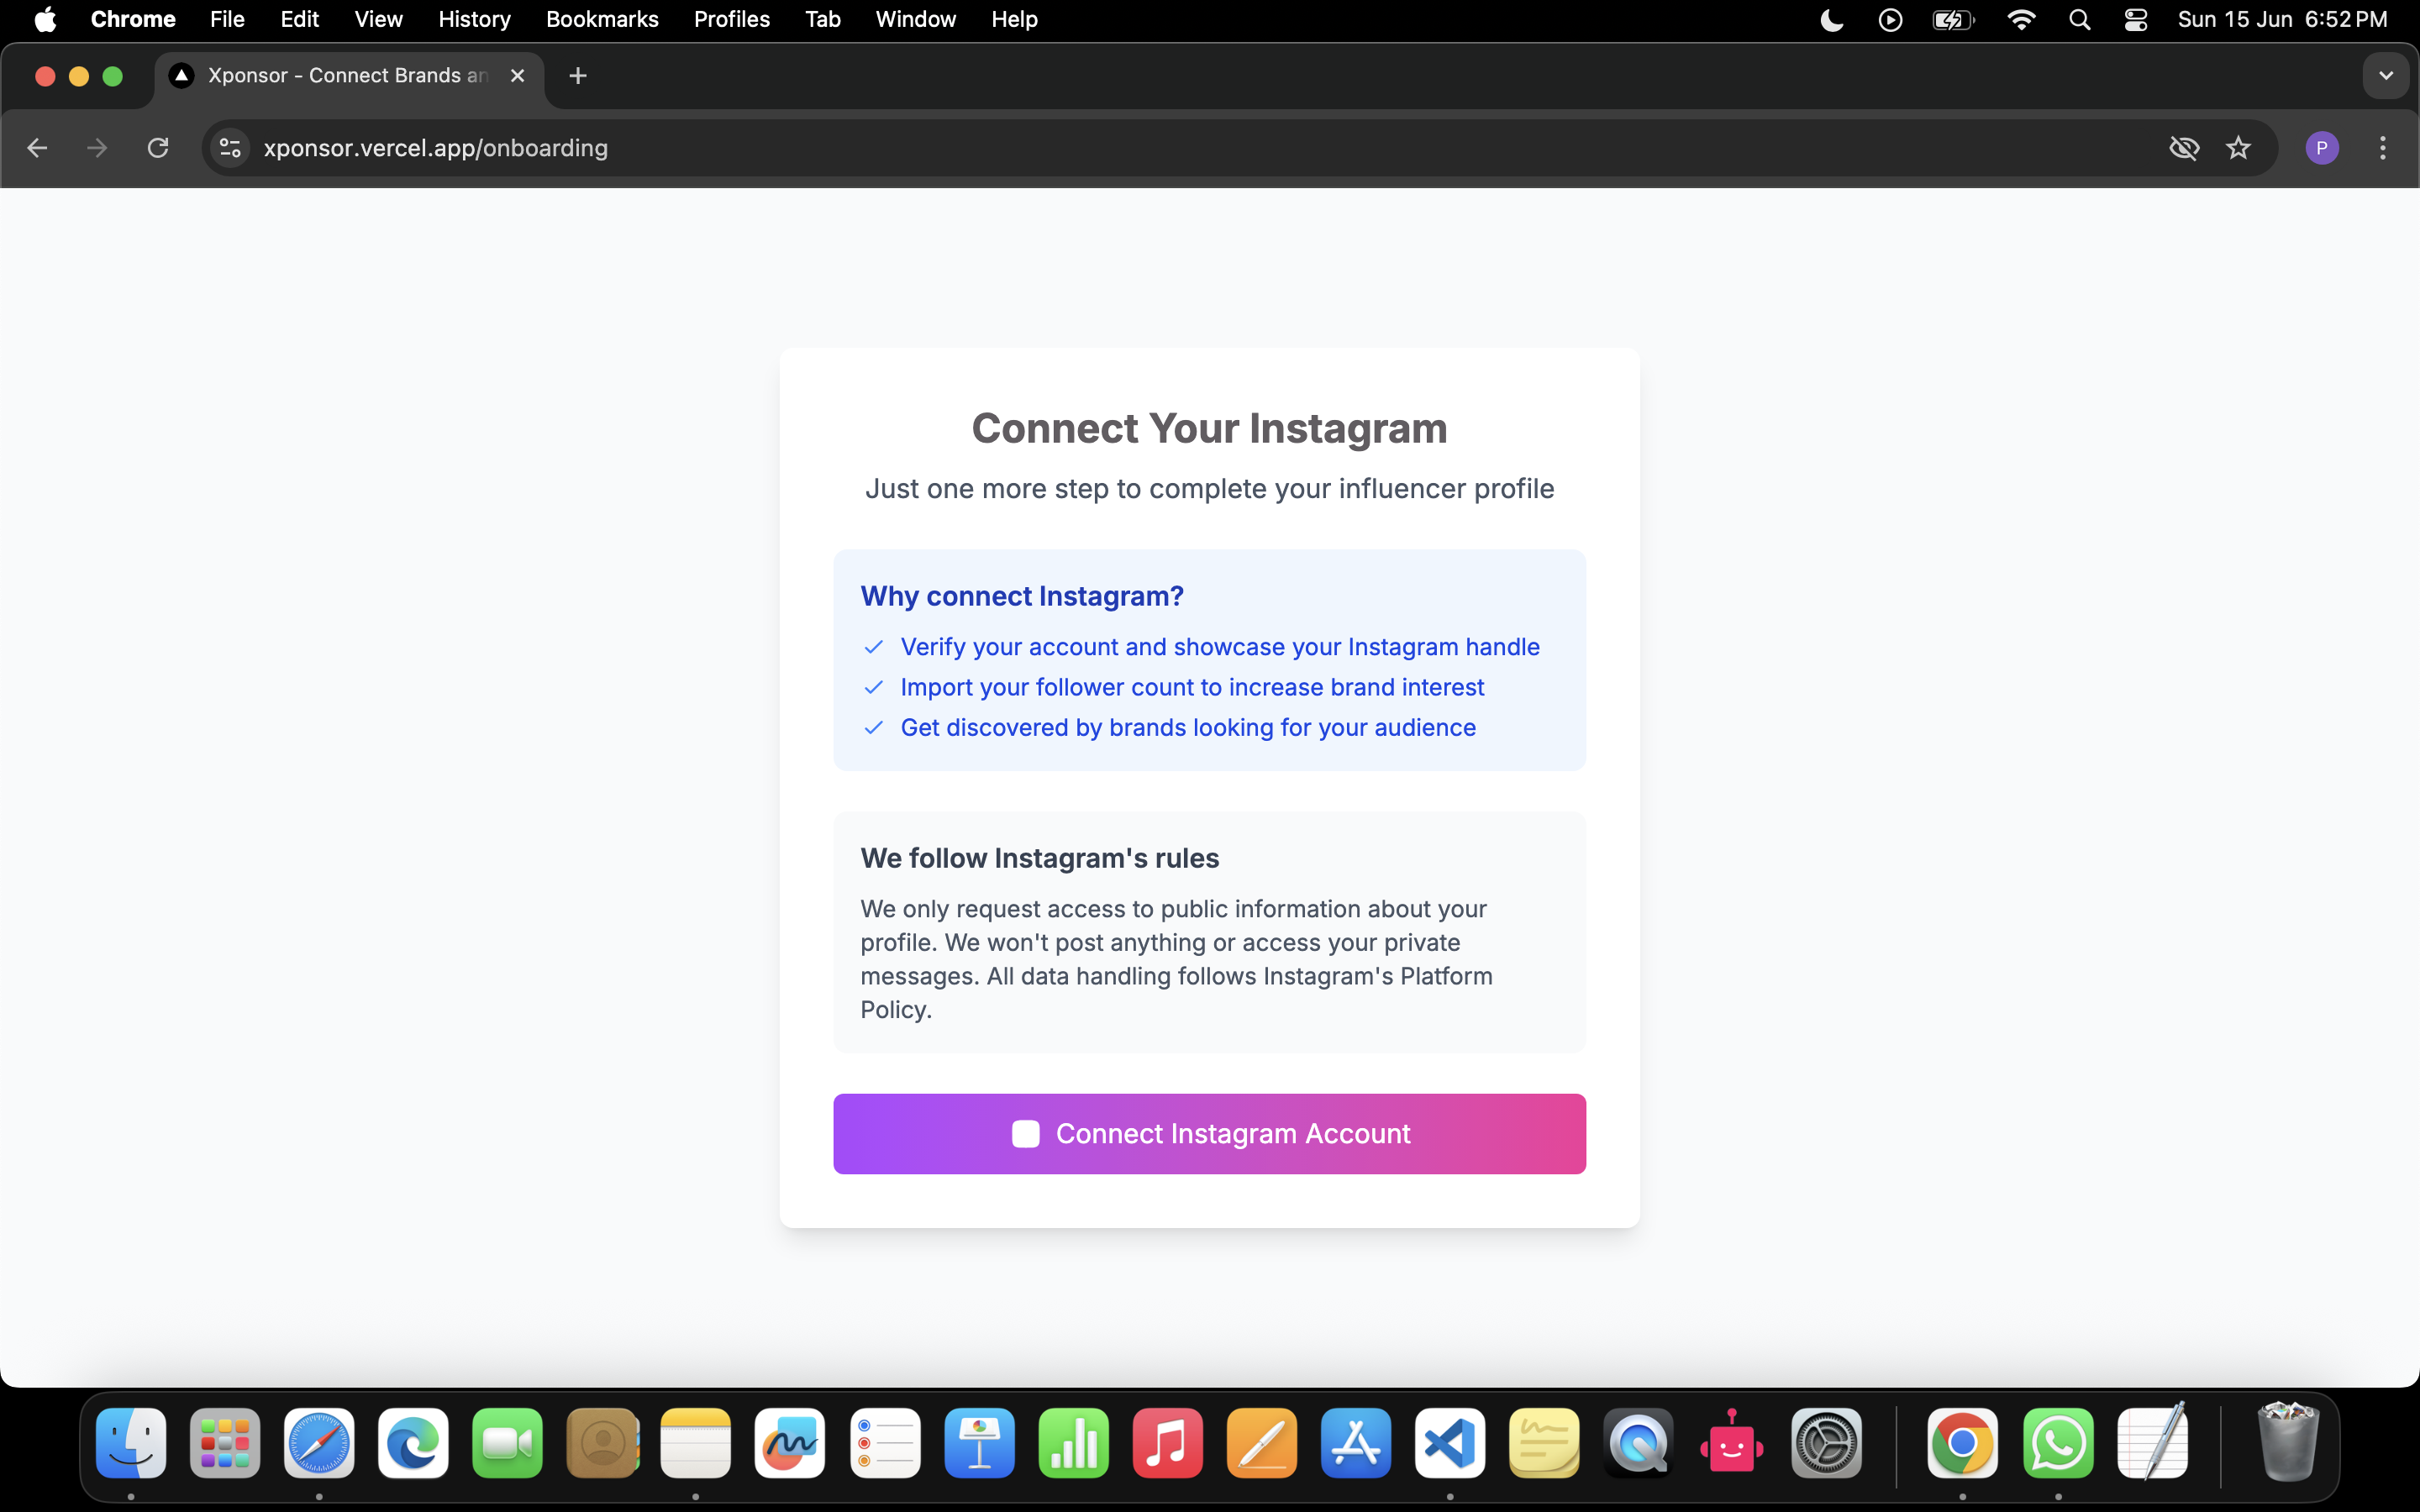 Chrome File Edit View History Bookmarks Profiles Tab Window Help Sun 15 Jun 6:52 PM
Xponsor - Connect Brands an
xponsor.vercel.app/onboarding
P
Connect Your Instagram
Just one more step to complete your influencer profile
Why connect Instagram?
Verify your account and showcase your Instagram handle
Import your follower count to increase brand interest
Get discovered by brands looking for your audience
We follow Instagram's rules
We only request access to public information about your
profile. We won't post anything or access your private
messages. All data handling follows Instagram's Platform
Policy.
Connect Instagram Account